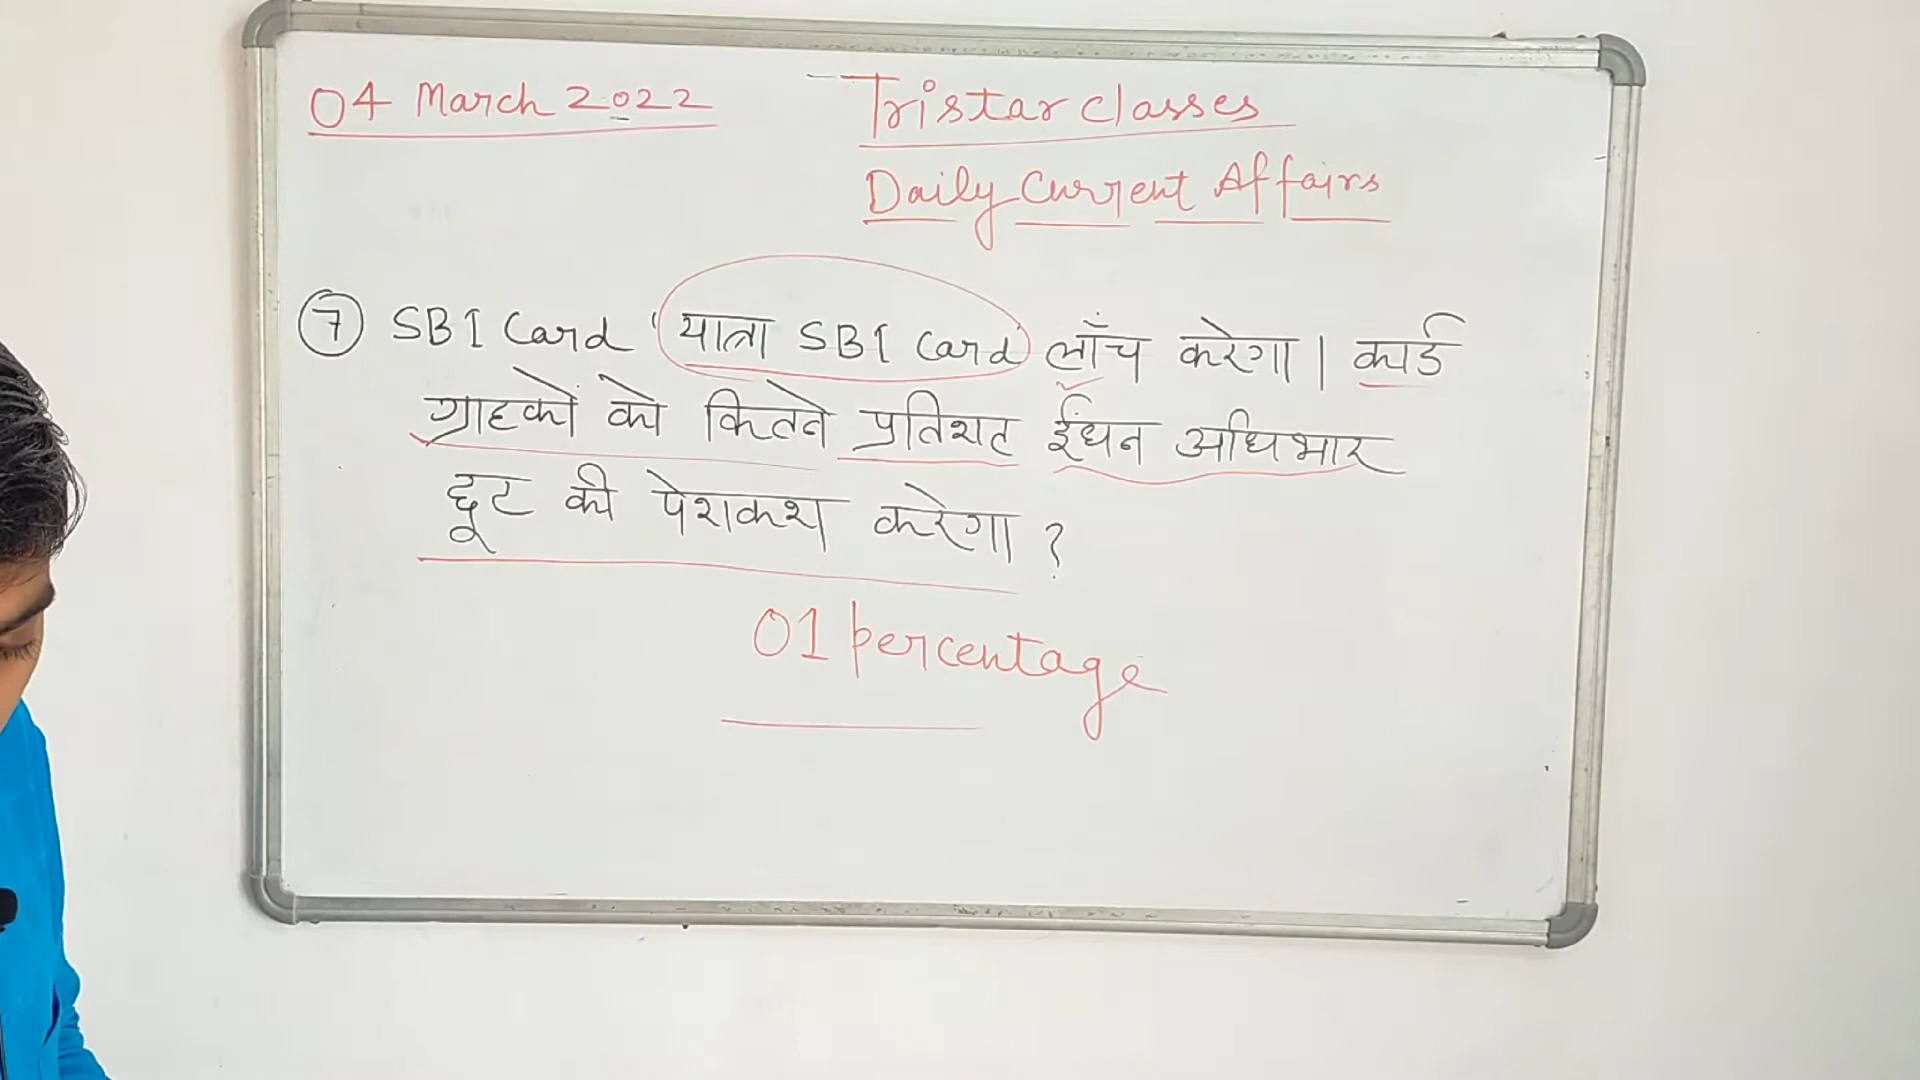 04 March 2022
Tristar classes
Daily Current Affairs
7 SBI Card 'यात्रा SBI Card' लाँच करेगा। कार्ड
ग्राहकों को कितने प्रतिशत ईंधन अधिभार
छूट की पेशकश करेगा?
01 percentage